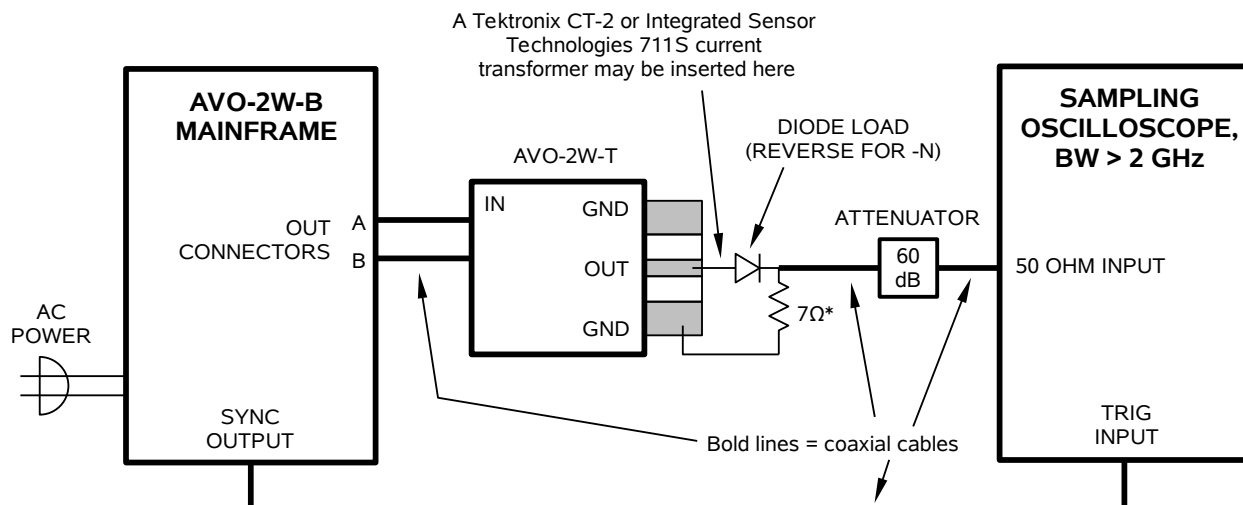 A Tektronix CT-2 or Integrated Sensor
Technologies 711S current
transformer may be inserted here
AVO-2W-B
MAINFRAME
SAMPLING
OSCILLOSCOPE,
BW > 2 GHz
DIODE LOAD
(REVERSE FOR -N)
AVO-2W-T
IN
GND
OUT
GND
OUT
CONNECTORS
A
B
ATTENUATOR
60
dB
50 OHM INPUT
7Ω*
AC
POWER
SYNC
OUTPUT
Bold lines = coaxial cables
TRIG
INPUT